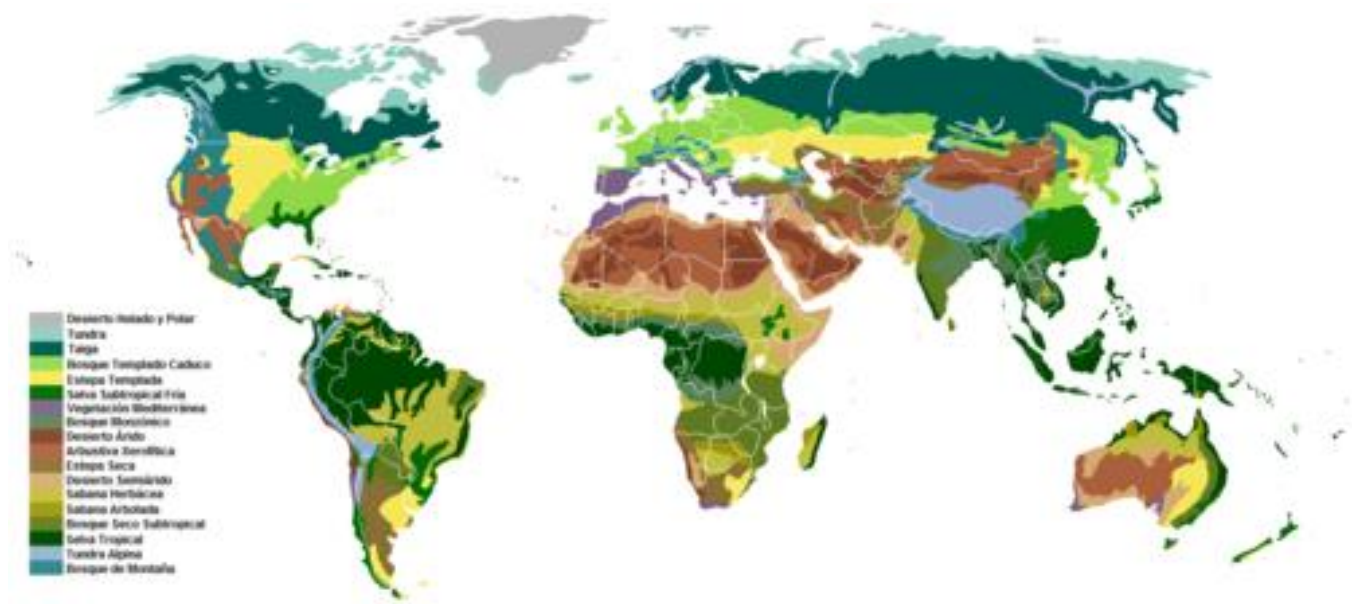 Desierto Helado y Polar
Tundra
Taiga
Bosque Templado Caduco
Estepa Templada
Selva Subtropical Fría
Vegetación Mediterránea
Bosque Monzónico
Desierto Árido
Arbustiva Xerofítica
Estepa Seca
Desierto Semiárido
Sabana Herbácea
Sabana Arbolada
Bosque Seco Subtropical
Selva Tropical
Tundra Alpina
Bosque de Montaña